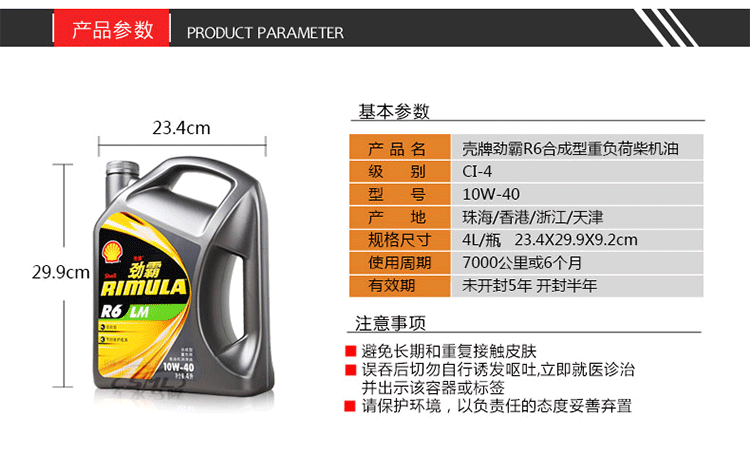 产品参数 PRODUCT PARAMETER
23.4cm
29.9cm
Shell
劲霸
RIMULA
R6 LM
10W-40
基本参数
产 品 名 壳牌劲霸R6合成型重负荷柴机油
级 别 CI-4
型 号 10W-40
产 地 珠海/香港/浙江/天津
规格尺寸 4L/瓶 23.4X29.9X9.2cm
使用周期 7000公里或6个月
有效期 未开封5年 开封半年
注意事项
避免长期和重复接触皮肤
误吞后切勿自行诱发呕吐,立即就医诊治
并出示该容器或标签
请保护环境，以负责任的态度妥善弃置